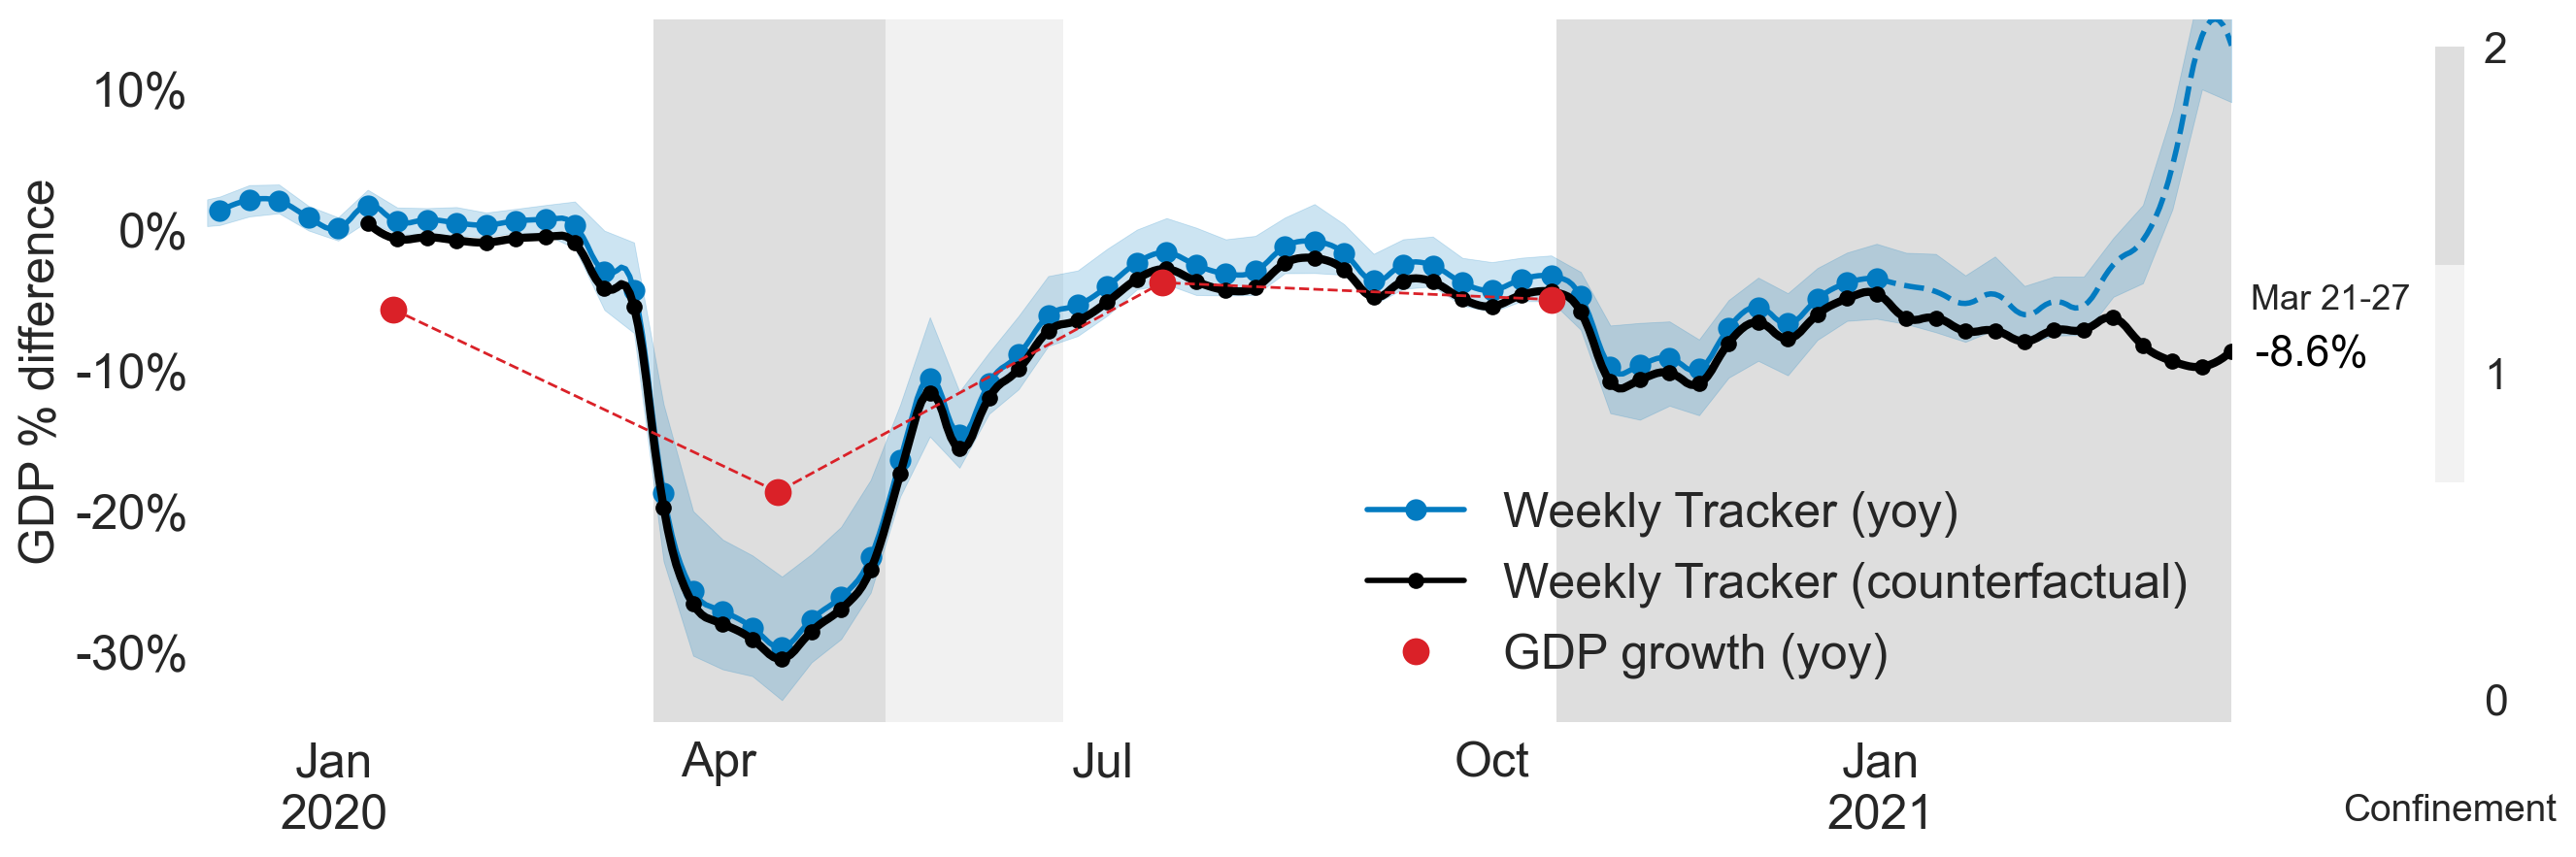 GDP % difference
10%
0%
-10%
-20%
-30%
Jan
2020
Apr
Jul
Oct
Jan
2021
Weekly Tracker (yoy)
Weekly Tracker (counterfactual)
GDP growth (yoy)
Mar 21-27
-8.6%
2
1
0
Confinement